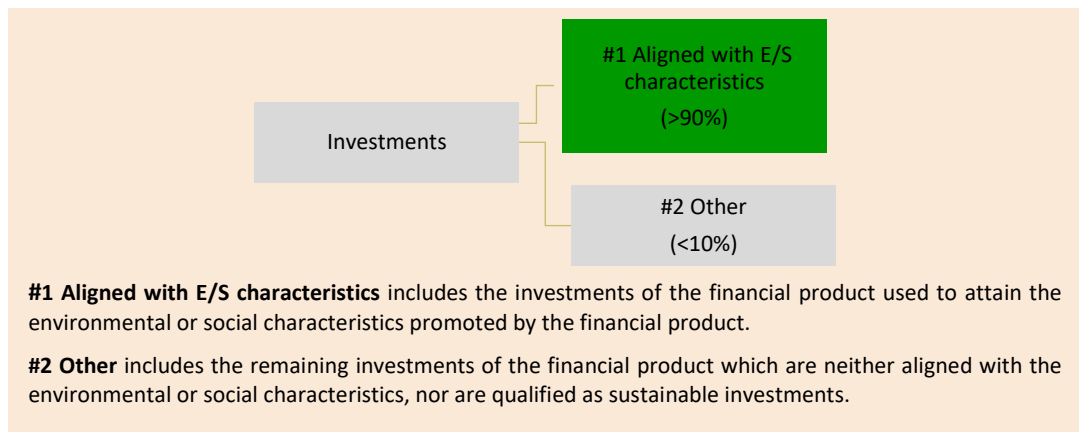 #1 Aligned with E/S
characteristics
(>90%)
Investments
#2 Other
(<10%)
#1 Aligned with E/S characteristics includes the investments of the financial product used to attain the
environmental or social characteristics promoted by the financial product.
#2 Other includes the remaining investments of the financial product which are neither aligned with the
environmental or social characteristics, nor are qualified as sustainable investments.